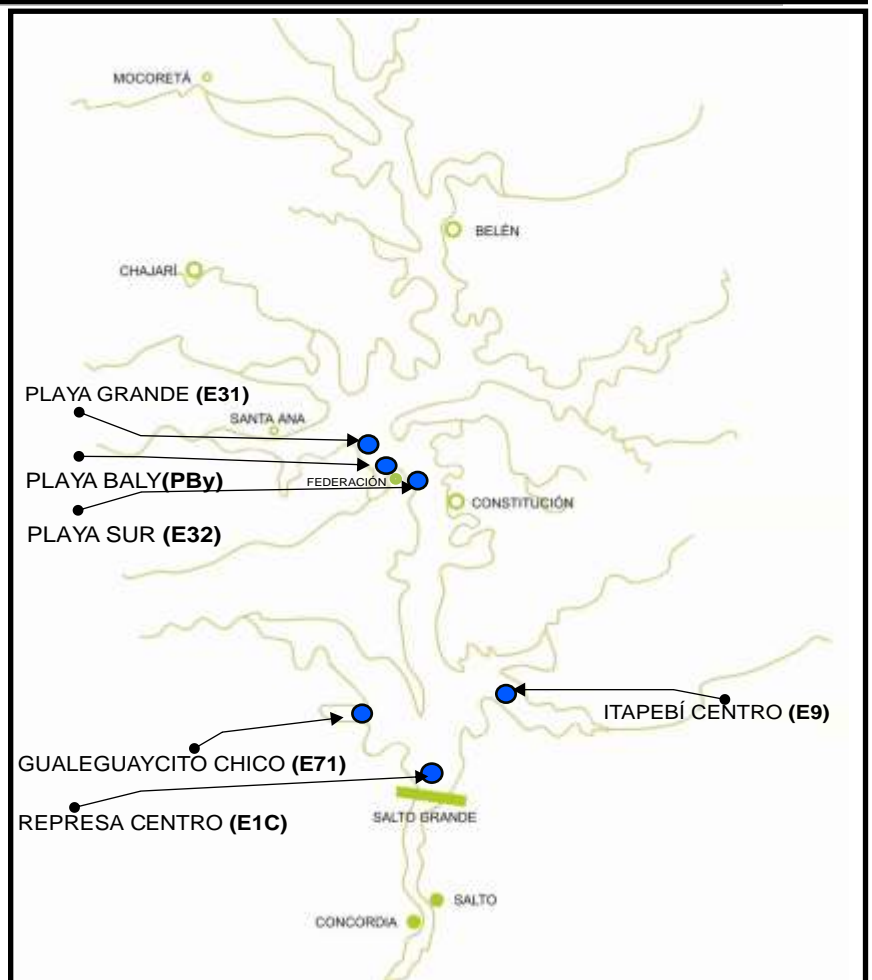 MOCORETÁ
BELÉN
CHAJARÍ
PLAYA GRANDE (E31)
SANTA ANA
PLAYA BALY(PBy)
FEDERACIÓN
CONSTITUCIÓN
PLAYA SUR (E32)
ITAPEBÍ CENTRO (E9)
GUALEGUAYCITO CHICO (E71)
REPRESA CENTRO (E1C)
SALTO GRANDE
SALTO
CONCORDIA